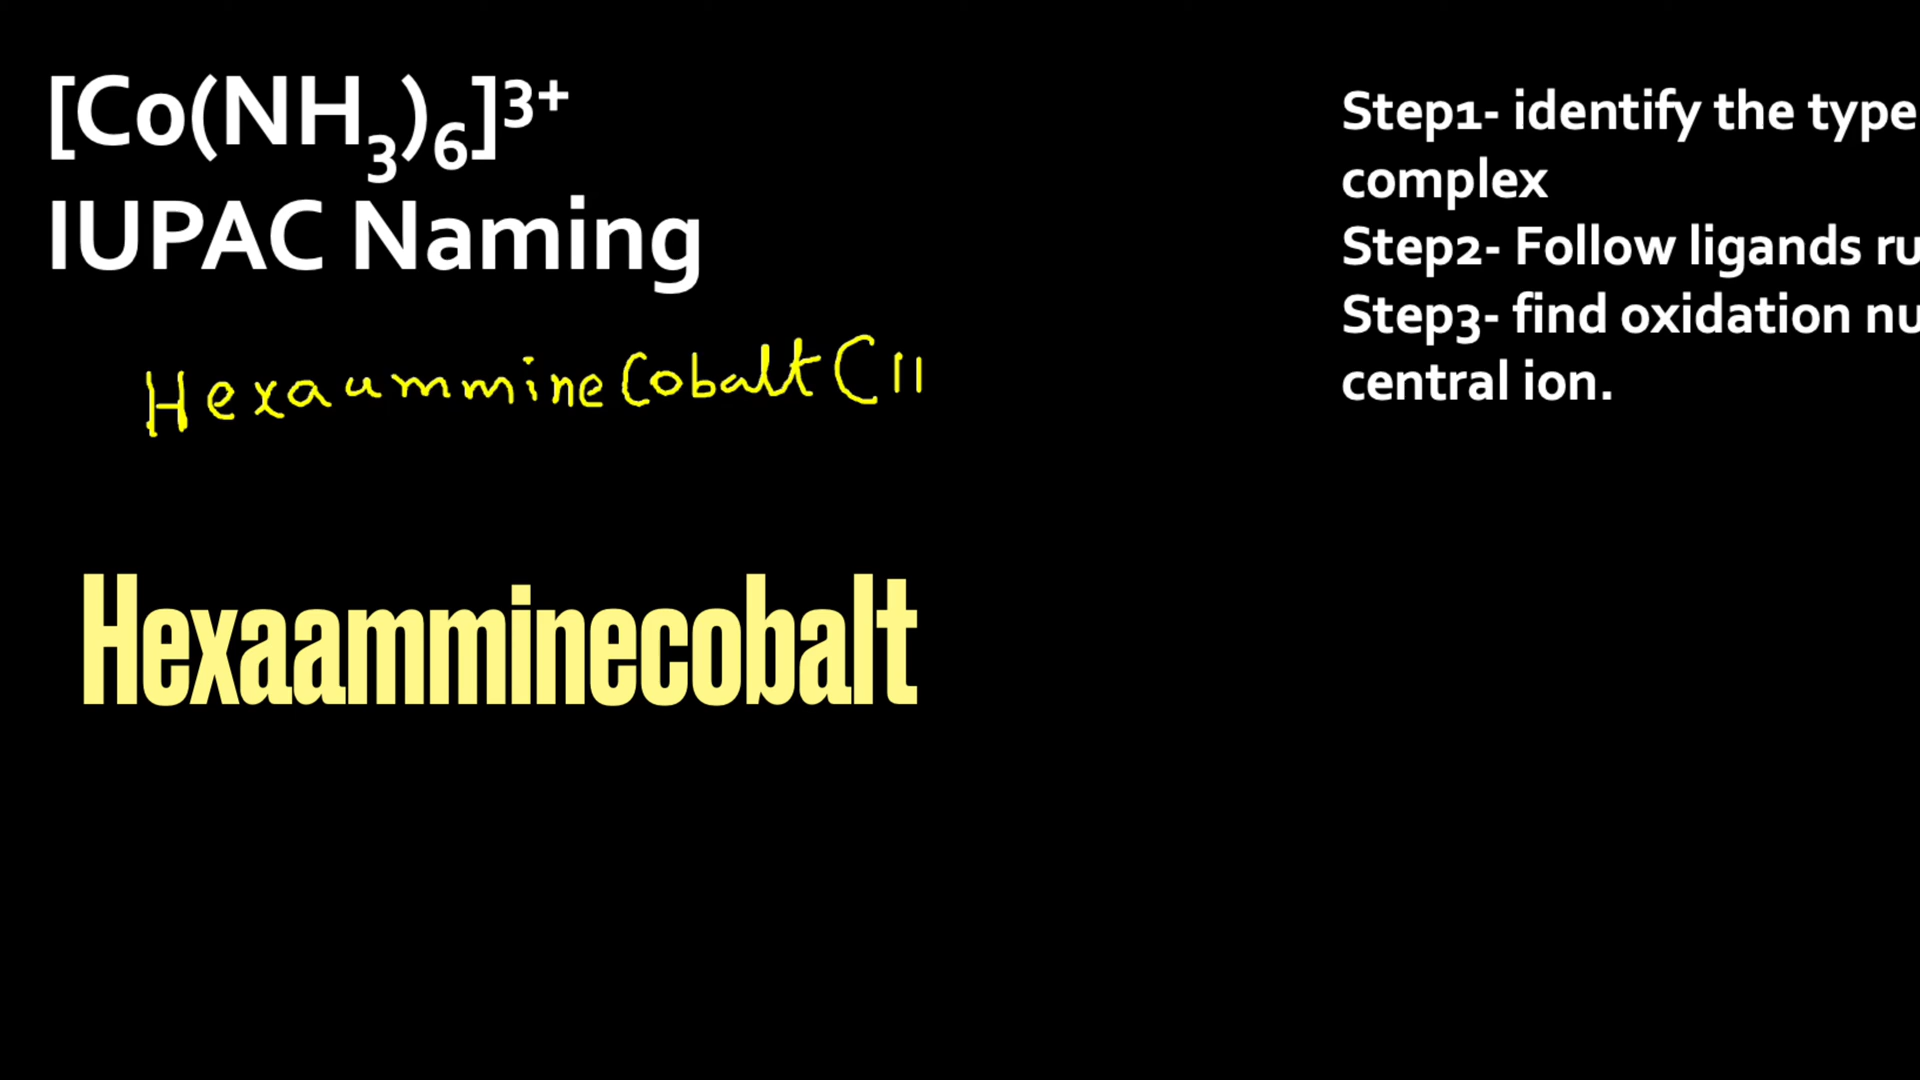 [Co(NH₃)₆]³⁺
IUPAC Naming
HexaammineCobalt(II
Hexaamminecobalt
Step1- identify the type
complex
Step2- Follow ligands ru
Step3- find oxidation nu
central ion.